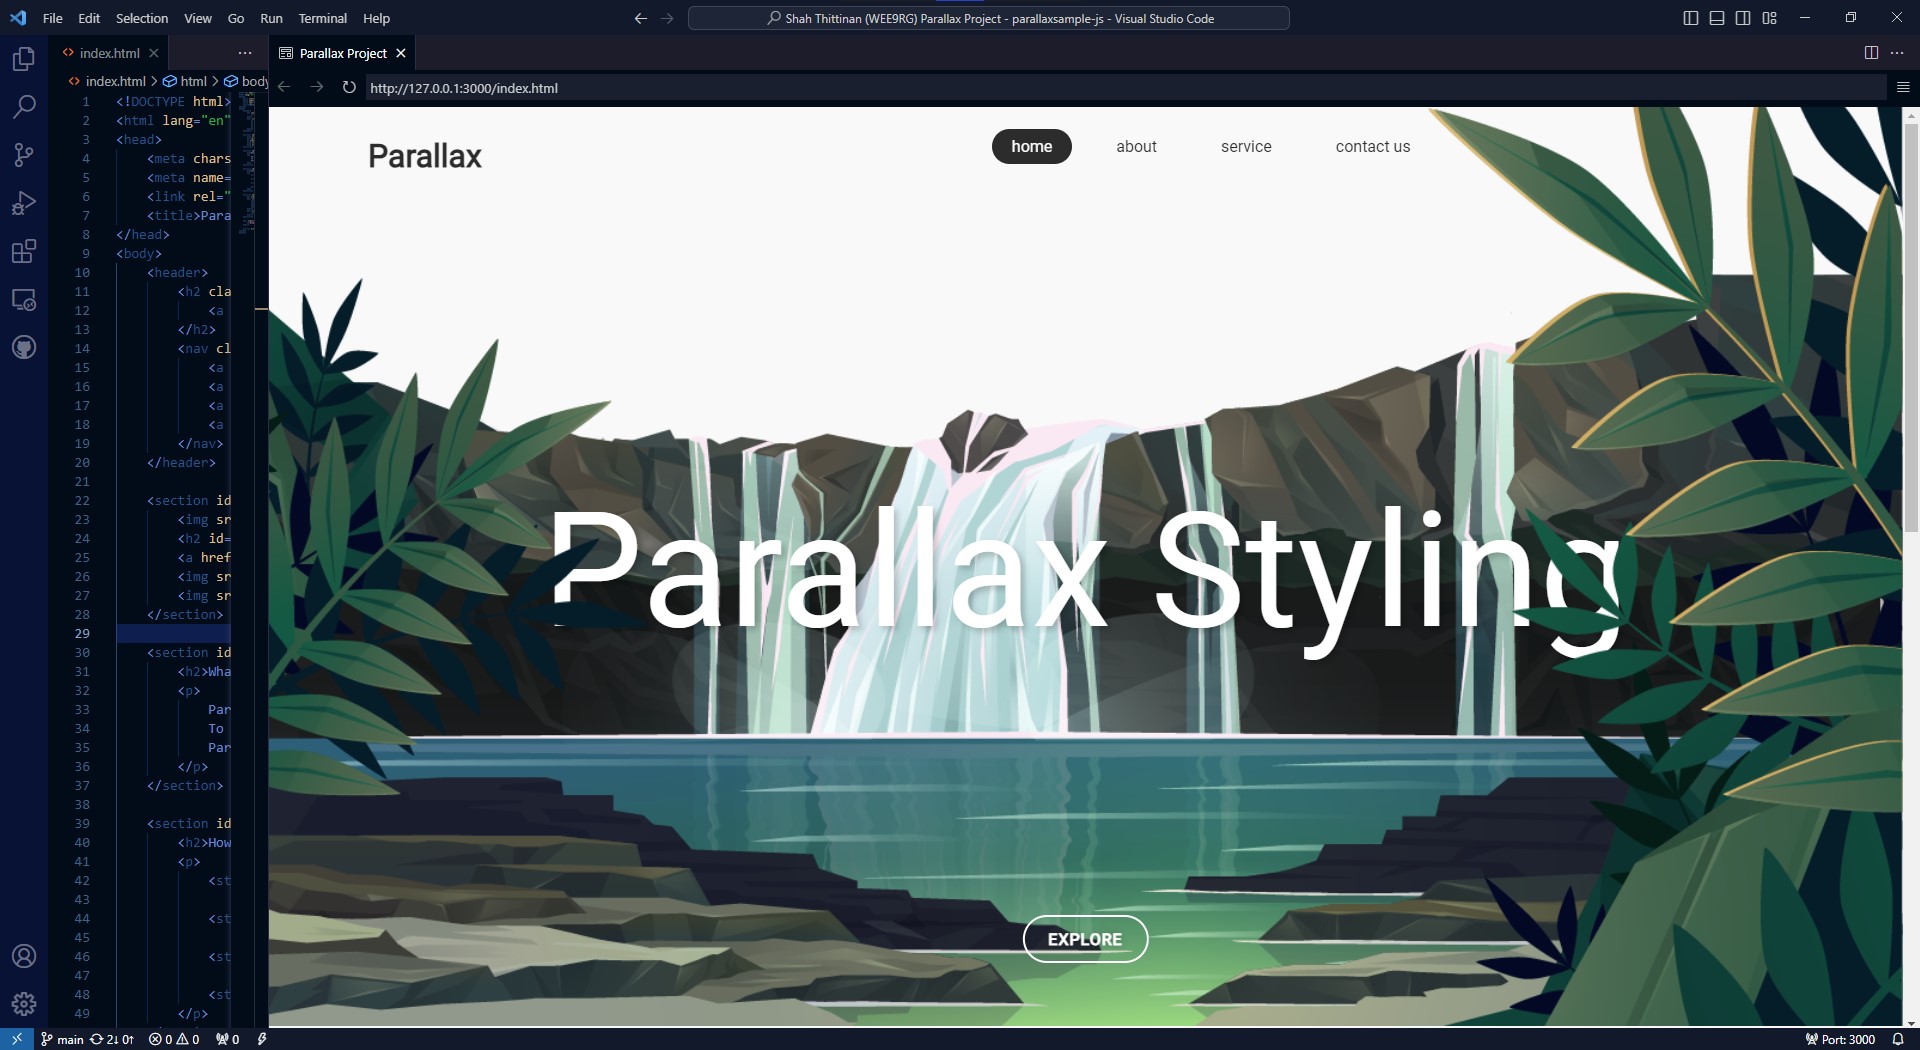 File Edit Selection View Go Run Terminal Help
Shah Thittinan (WEE9RG) Parallax Project - parallaxsample-js - Visual Studio Code
index.html
Parallax Project
index.html > html > body
http://127.0.0.1:3000/index.html
1 <!DOCTYPE html>
2 <html lang="en"
3 <head>
4 <meta chars
5 <meta name=
6 <link rel="
7 <title>Para
8 </head>
9 <body>
10 <header>
11 <h2 cla
12 <a
13 </h2>
14 <nav cl
15 <a
16 <a
17 <a
18 <a
19 </nav>
20 </header>
21
22 <section id
23 <img sr
24 <h2 id=
25 <a href
26 <img sr
27 <img sr
28 </section>
29
30 <section id
31 <h2>Wha
32 <p>
33 Par
34 To
35 Par
36 </p>
37 </section>
38
39 <section id
40 <h2>How
41 <p>
42 <st
43
44 <st
45
46 <st
47
48 <st
49 </p>
Parallax
home about service contact us
Parallax Styling
EXPLORE
main 2↓ 0↑ 0 0 0
Port: 3000